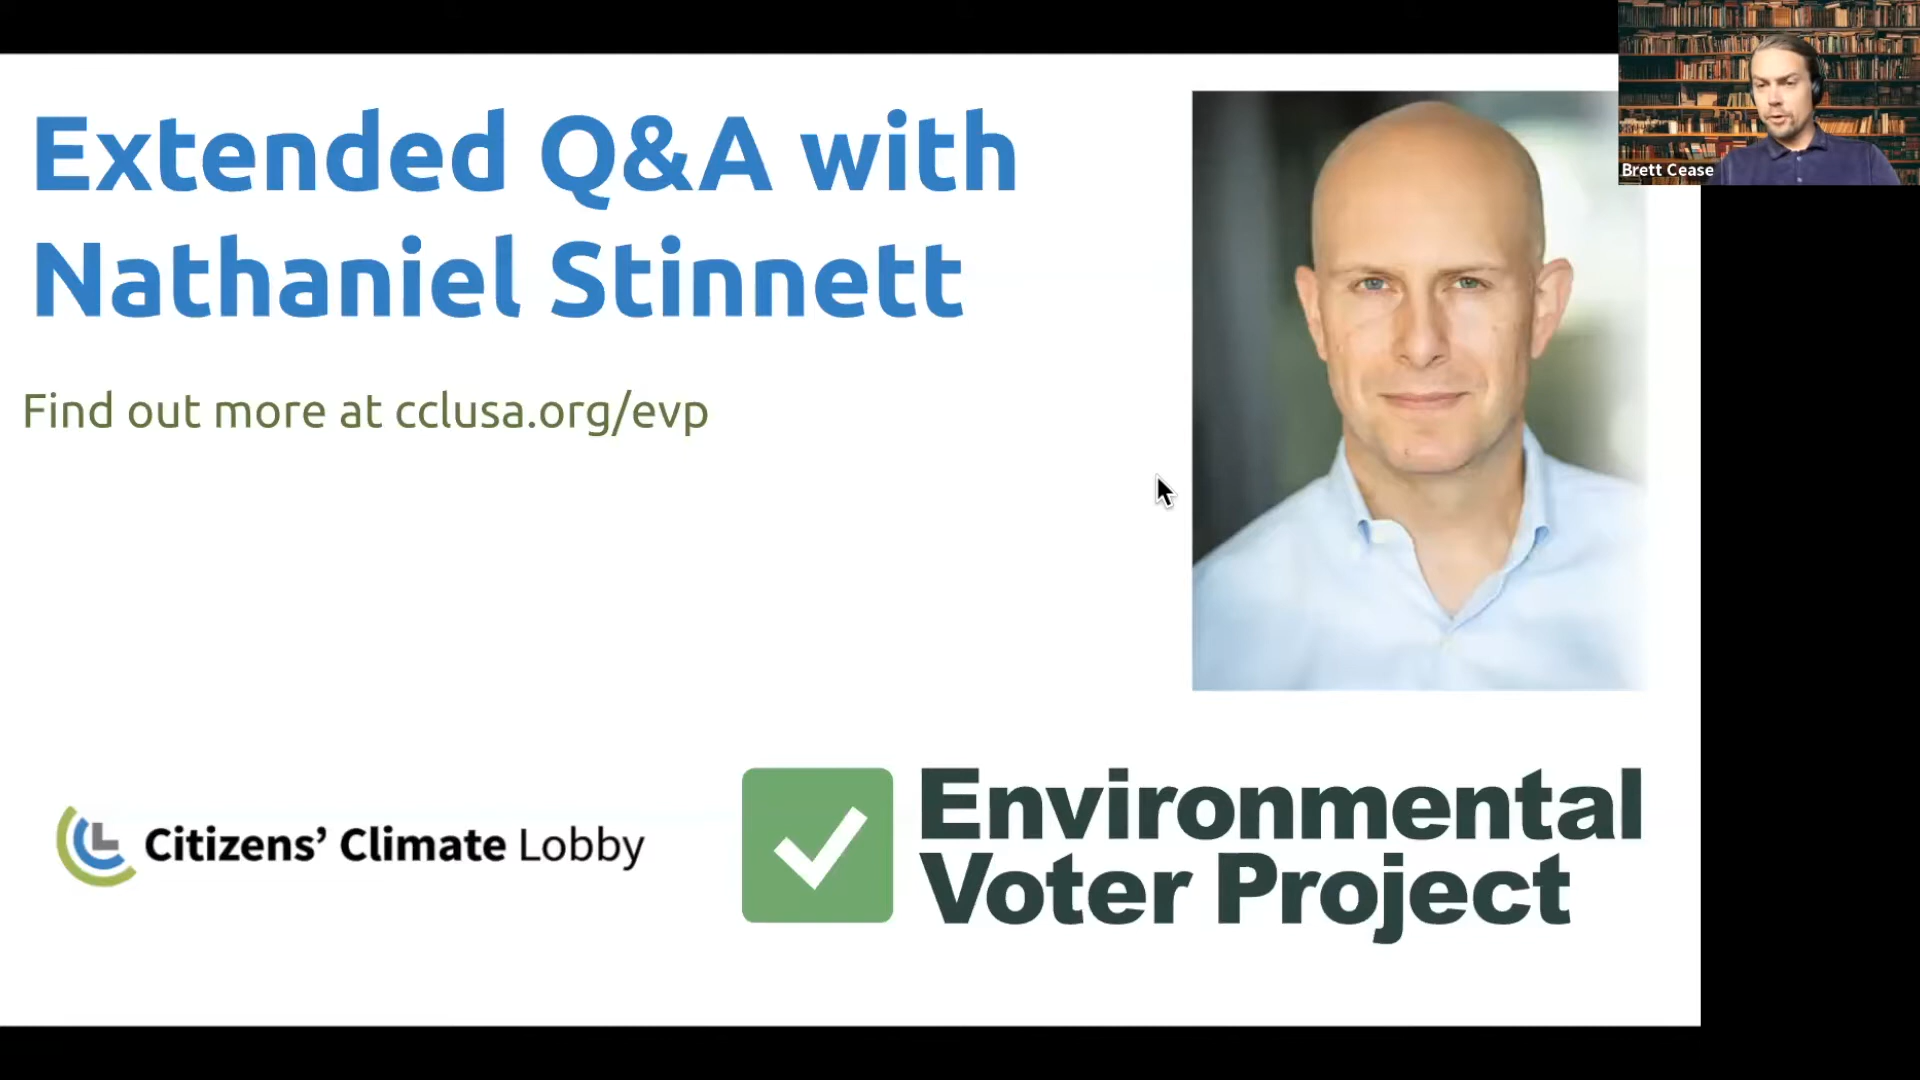 Extended Q&A with
Nathaniel Stinnett
Find out more at cclusa.org/evp
Brett Cease
Citizens’ Climate Lobby
Environmental
Voter Project